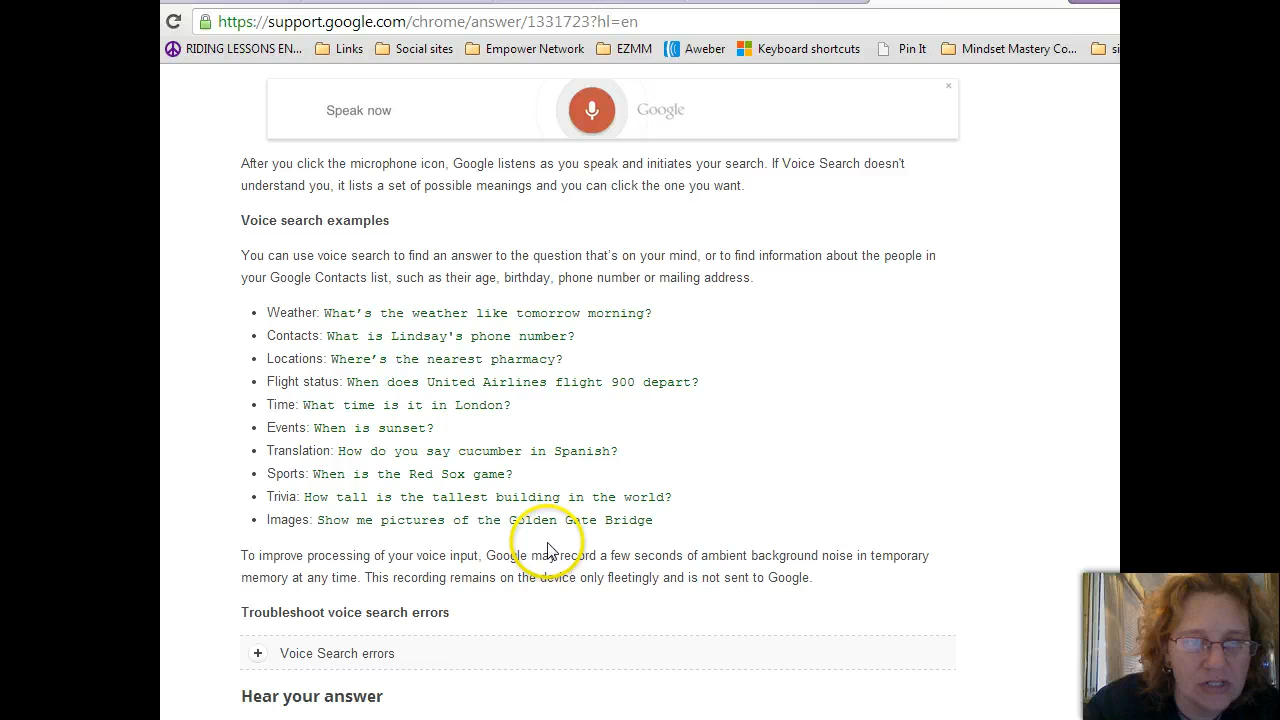 https://support.google.com/chrome/answer/1331723?hl=en
RIDING LESSONS EN... Links Social sites Empower Network EZMM Aweber Keyboard shortcuts Pin It Mindset Mastery Co... si
Speak now Google ×
After you click the microphone icon, Google listens as you speak and initiates your search. If Voice Search doesn't
understand you, it lists a set of possible meanings and you can click the one you want.
Voice search examples
You can use voice search to find an answer to the question that's on your mind, or to find information about the people in
your Google Contacts list, such as their age, birthday, phone number or mailing address.
• Weather: What's the weather like tomorrow morning?
• Contacts: What is Lindsay's phone number?
• Locations: Where's the nearest pharmacy?
• Flight status: When does United Airlines flight 900 depart?
• Time: What time is it in London?
• Events: When is sunset?
• Translation: How do you say cucumber in Spanish?
• Sports: When is the Red Sox game?
• Trivia: How tall is the tallest building in the world?
• Images: Show me pictures of the Golden Gate Bridge
To improve processing of your voice input, Google may record a few seconds of ambient background noise in temporary
memory at any time. This recording remains on the device only fleetingly and is not sent to Google.
Troubleshoot voice search errors
+ Voice Search errors
Hear your answer